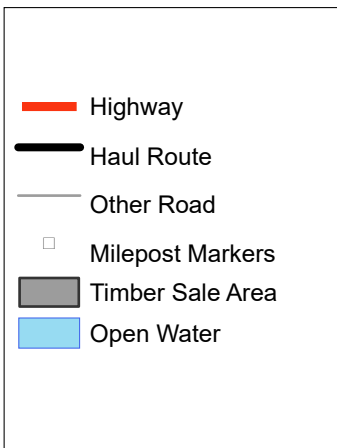 Highway
Haul Route
Other Road
Milepost Markers
Timber Sale Area
Open Water